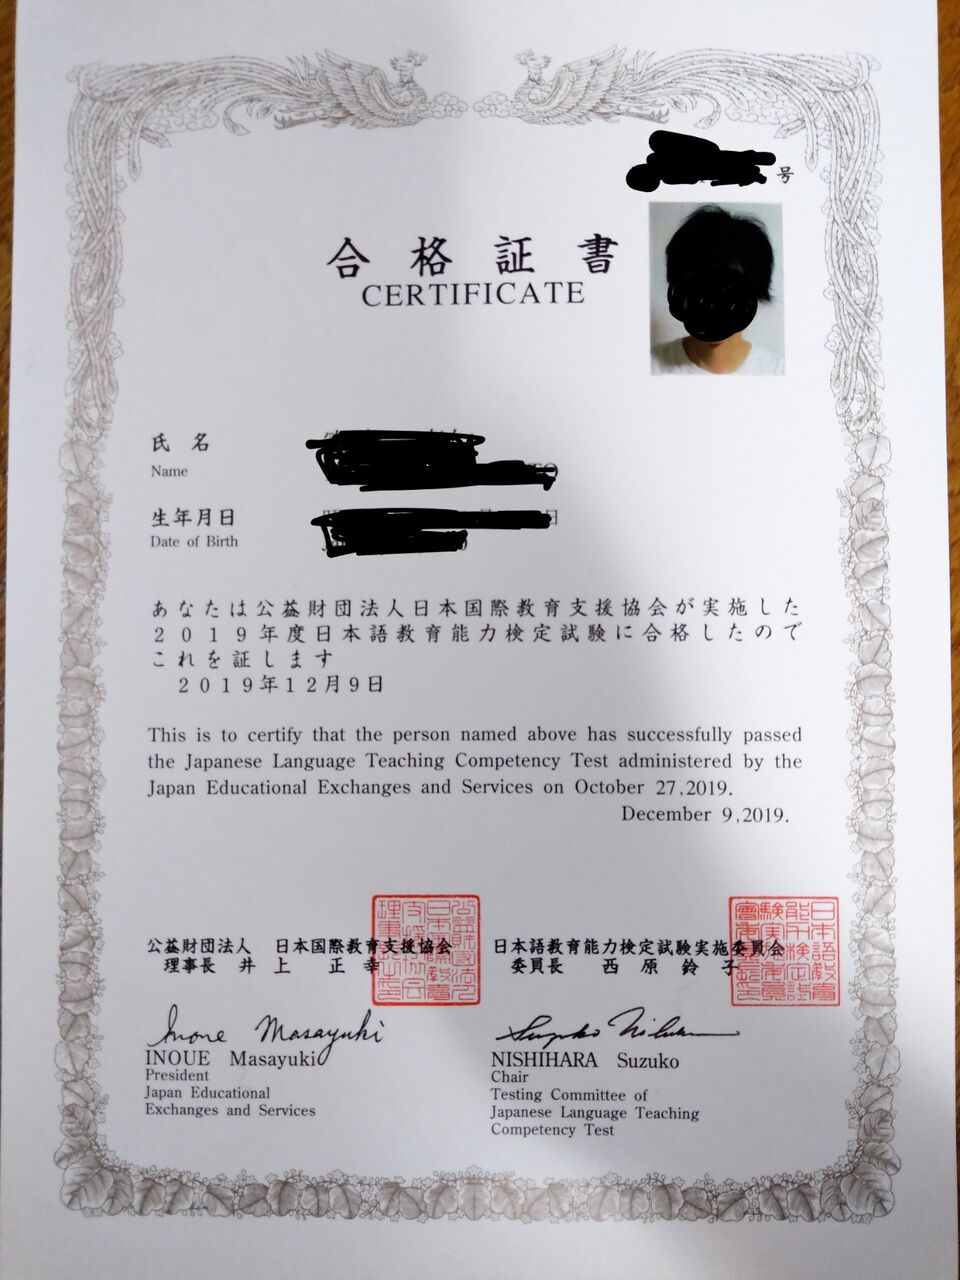 号
合格証書
CERTIFICATE
氏名
Name
生年月日
日
Date of Birth
あなたは公益財団法人日本国際教育支援協会が実施した
2019年度日本語教育能力検定試験に合格したので
これを証します
2019年12月9日
This is to certify that the person named above has successfully passed
the Japanese Language Teaching Competency Test administered by the
Japan Educational Exchanges and Services on October 27,2019.
December 9,2019.
公益財団法人 日本国際教育支援協会
理事長 井上正幸
Inoue Masayuki
INOUE Masayuki
President
Japan Educational
Exchanges and Services
日本語教育能力検定試験実施委員会
委員長 西原鈴子
NISHIHARA Suzuko
Chair
Testing Committee of
Japanese Language Teaching
Competency Test